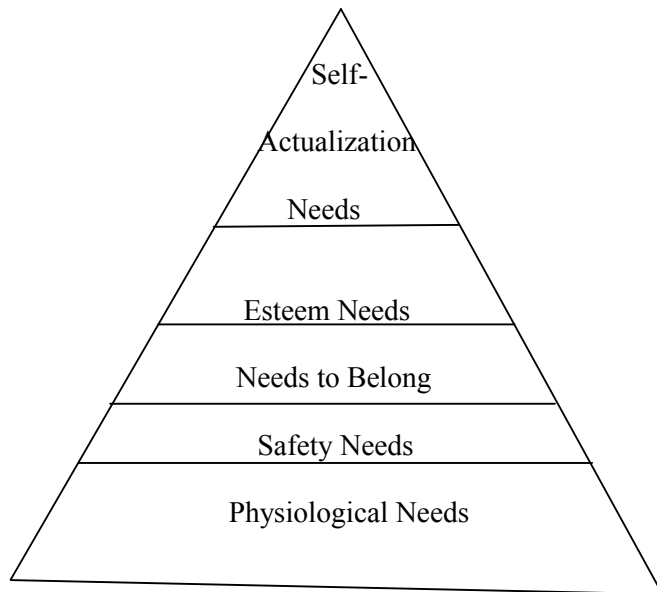 Self-
Actualization
Needs
Esteem Needs
Needs to Belong
Safety Needs
Physiological Needs